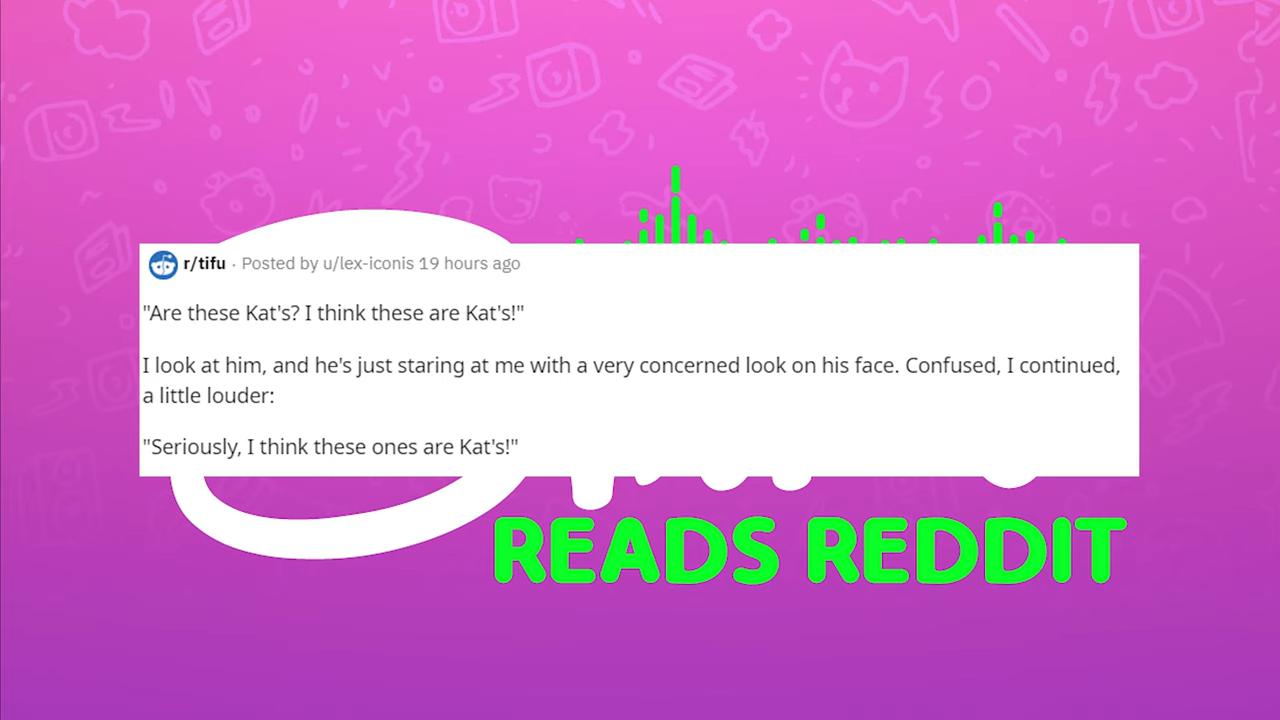 r/tifu · Posted by u/lex-iconis 19 hours ago
"Are these Kat's? I think these are Kat's!"
I look at him, and he's just staring at me with a very concerned look on his face. Confused, I continued,
a little louder:
"Seriously, I think these ones are Kat's!"
READS REDDIT